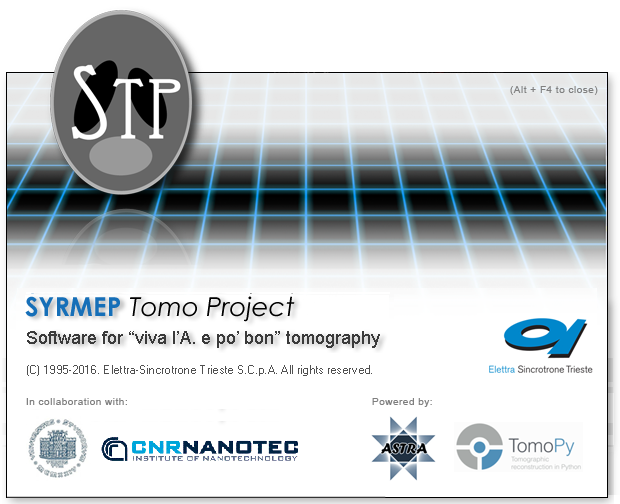 STP
(Alt + F4 to close)
SYRMEP Tomo Project
Software for “viva l’A. e po’ bon” tomography
Elettra Sincrotrone Trieste
(C) 1995-2016. Elettra-Sincrotrone Trieste S.C.p.A. All rights reserved.
In collaboration with:
Powered by:
CNRNANOTEC
INSTITUTE OF NANOTECHNOLOGY
ASTRA
TomoPy
Tomographic
reconstruction in Python